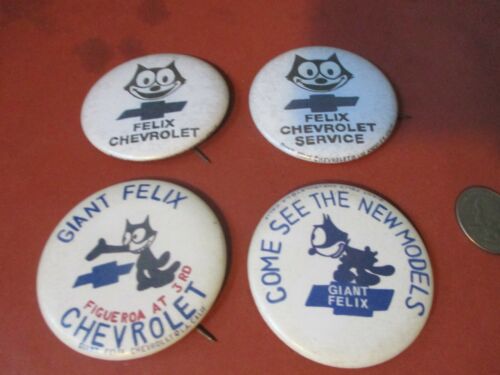 FELIX
CHEVROLET
FELIX
CHEVROLET
SERVICE
GIANT FELIX
FIGUEROA AT 3RD
CHEVROLET
COME SEE THE NEW MODELS
GIANT
FELIX